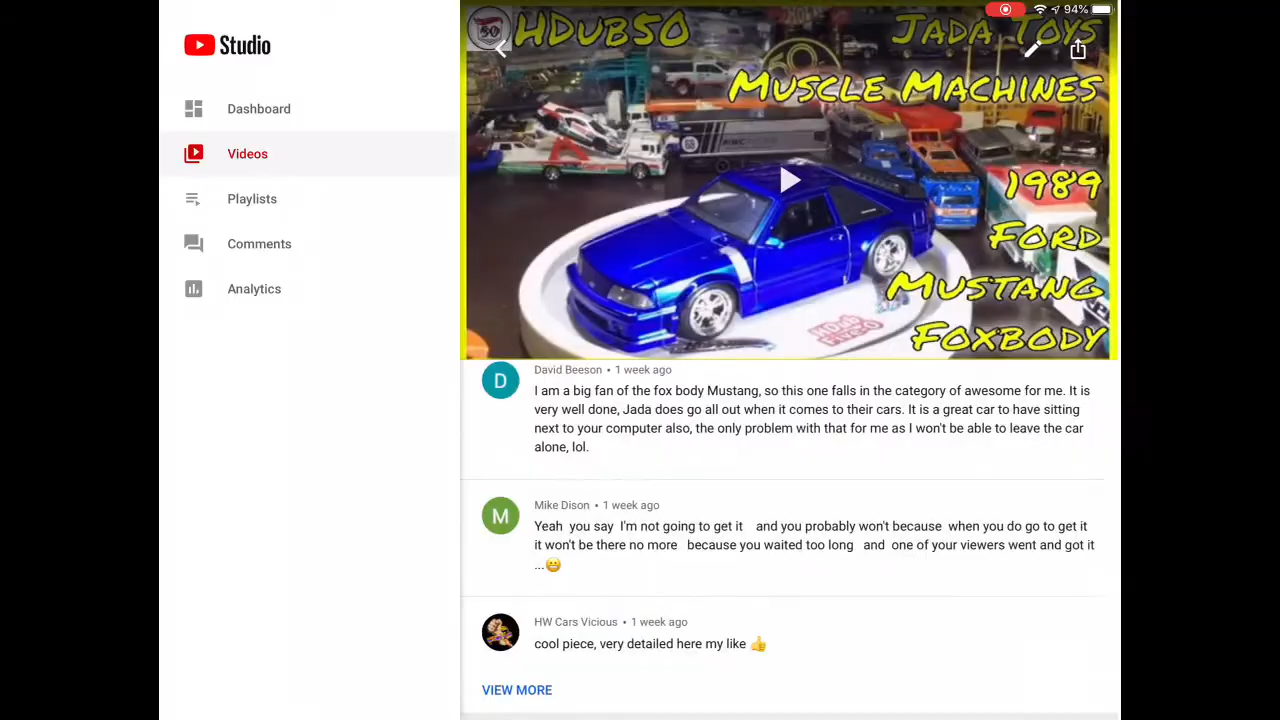 Studio
Dashboard
Videos
Playlists
Comments
Analytics
94%
HDub50
Jada Toys
50
Muscle Machines
68
1989
Ford
Mustang
Foxbody
D
David Beeson • 1 week ago
I am a big fan of the fox body Mustang, so this one falls in the category of awesome for me. It is
very well done, Jada does go all out when it comes to their cars. It is a great car to have sitting
next to your computer also, the only problem with that for me as I won't be able to leave the car
alone, lol.
M
Mike Dison • 1 week ago
Yeah you say I'm not going to get it and you probably won't because when you do go to get it
it won't be there no more because you waited too long and one of your viewers went and got it
...😁
HW Cars Vicious • 1 week ago
cool piece, very detailed here my like 👍
VIEW MORE